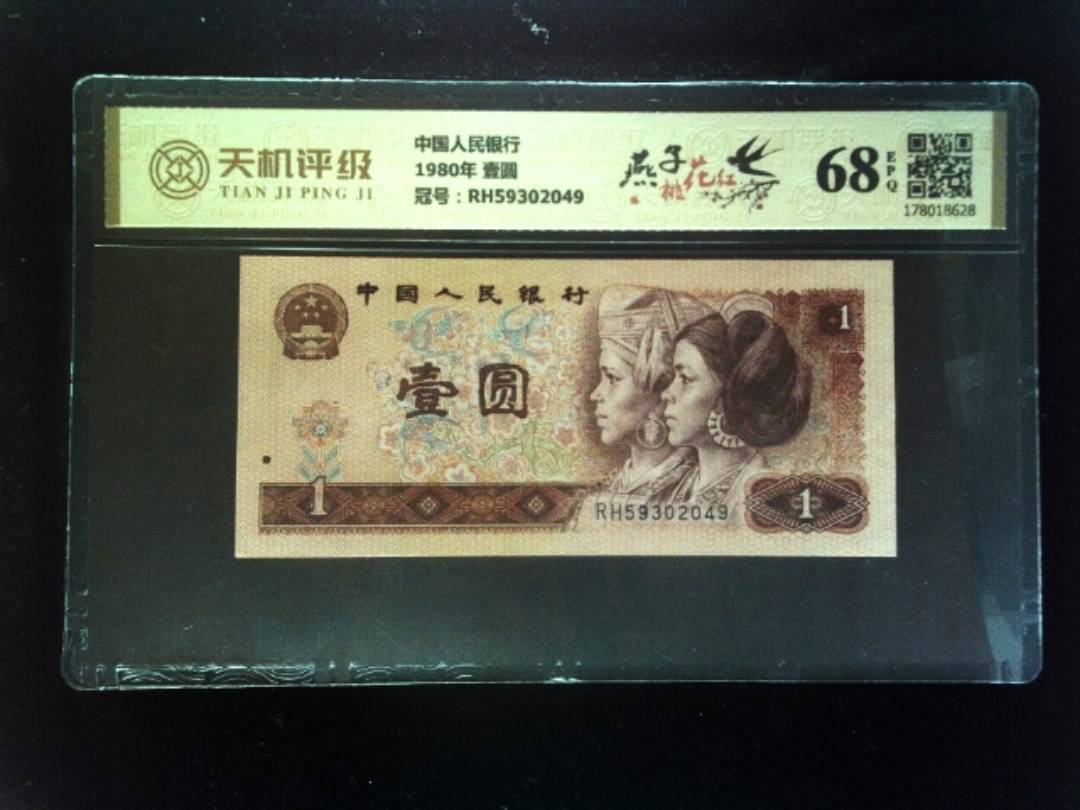 天机评级
TIAN JI PING JI
中国人民银行
1980年 壹圆
冠号：RH59302049
燕子
桃花红
68
EPQ
178018628
中国人民银行
1
壹圆
1
RH59302049
1